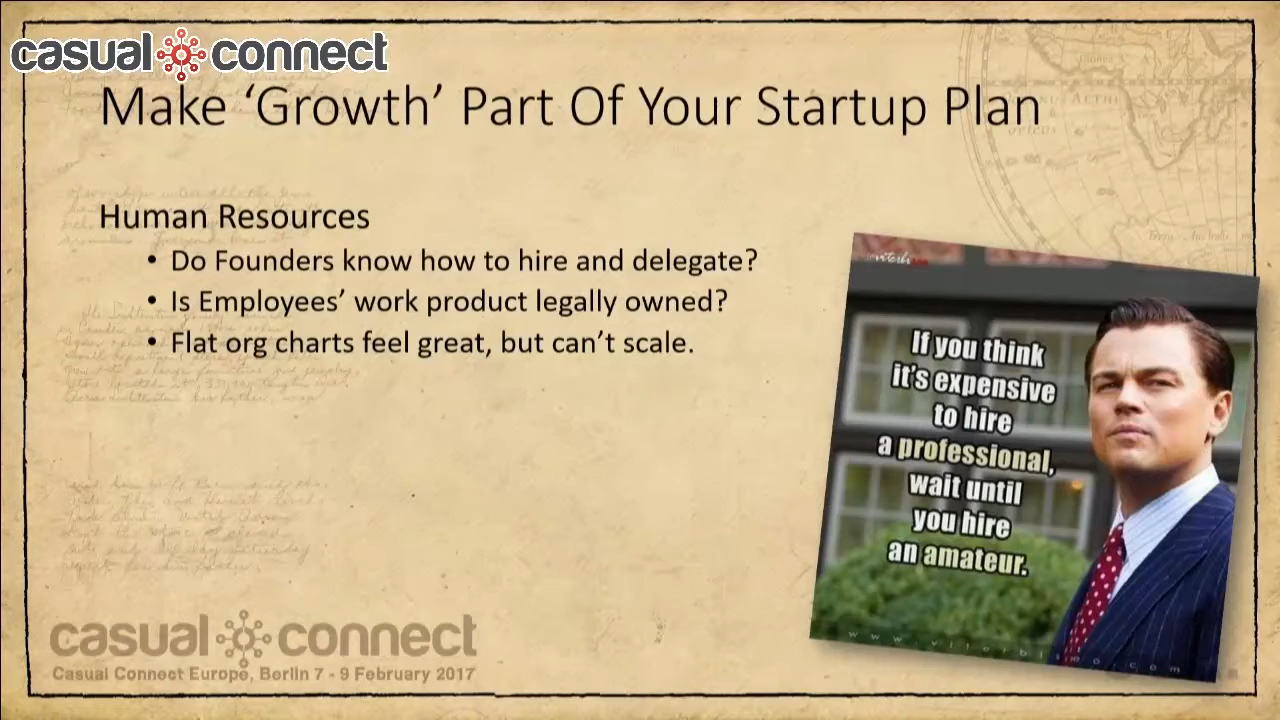 casual connect
Make ‘Growth’ Part Of Your Startup Plan
Human Resources
• Do Founders know how to hire and delegate?
• Is Employees’ work product legally owned?
• Flat org charts feel great, but can’t scale.
If you think
it's expensive
to hire
a professional,
wait until
you hire
an amateur.
casual connect
Casual Connect Europe, Berlin 7 - 9 February 2017